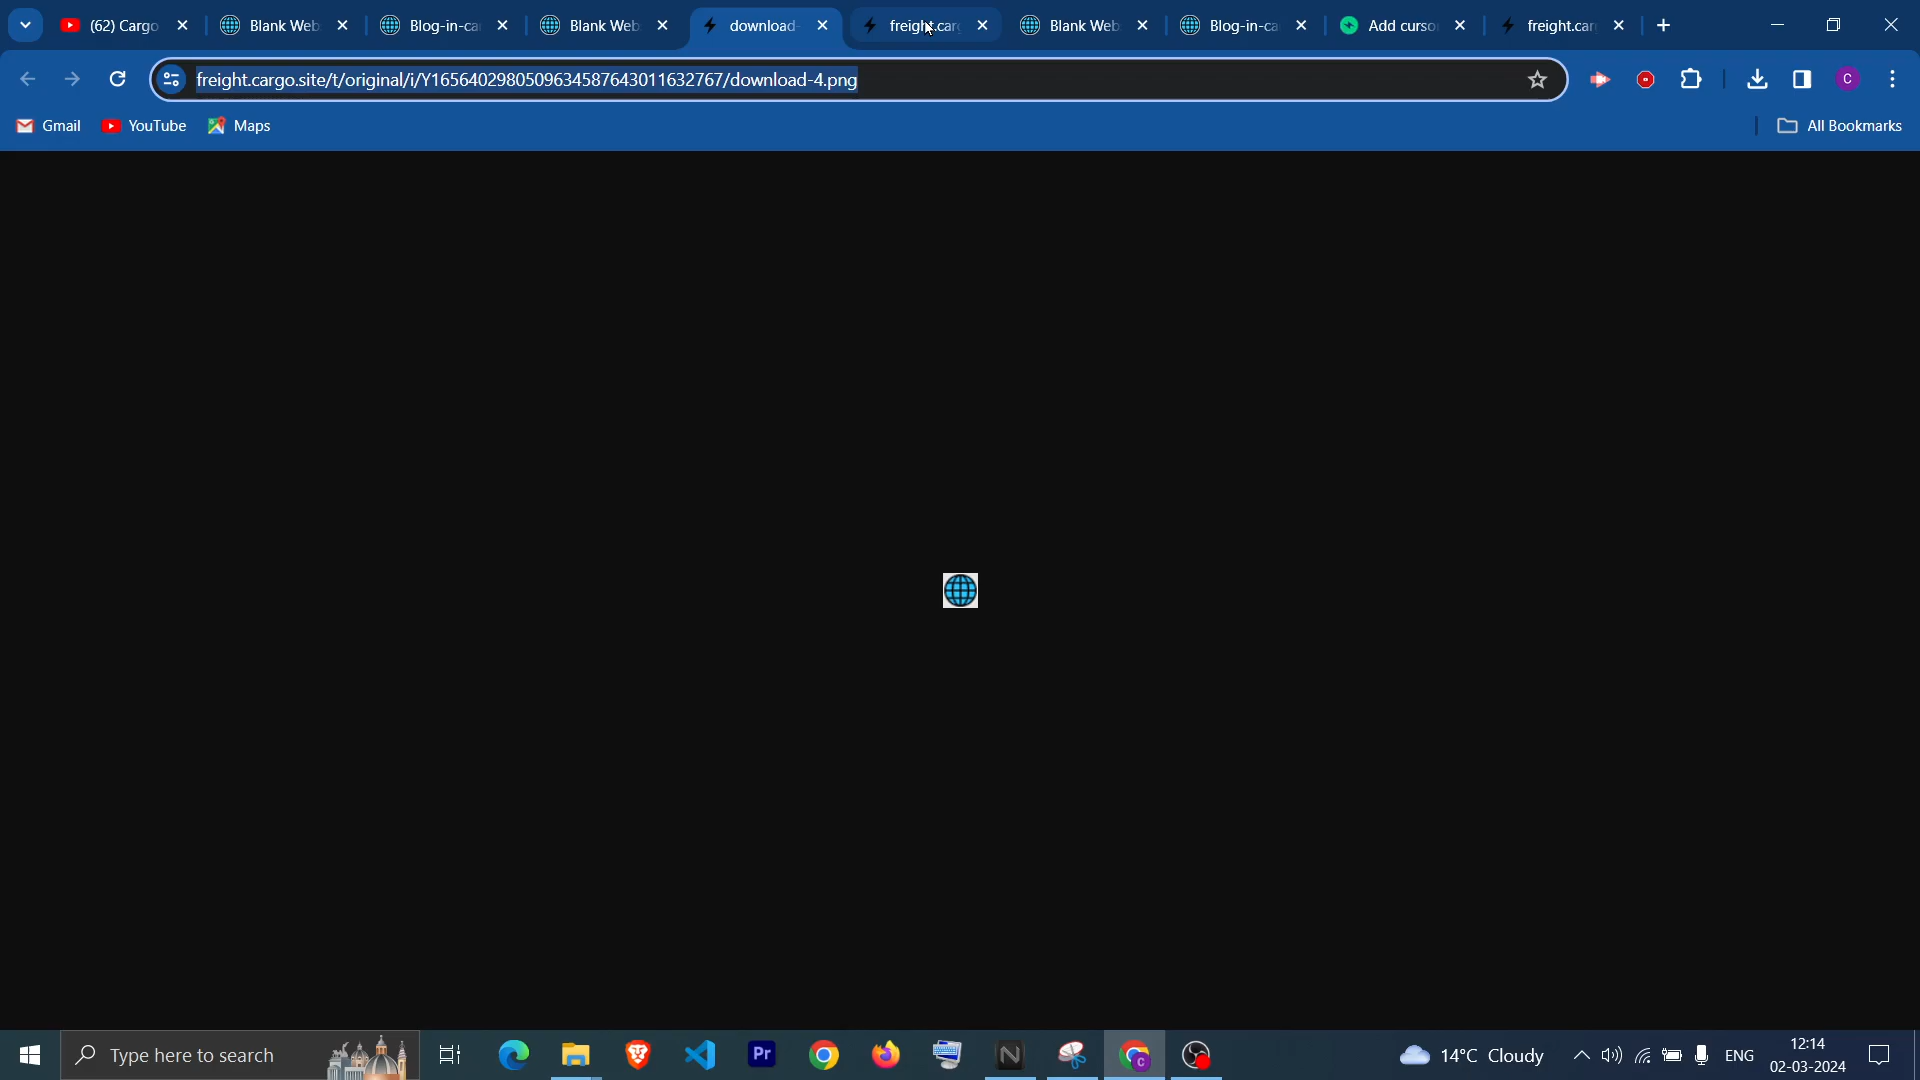 (62) Cargo
Blank Web
Blog-in-ca
Blank Web
download-
freight.car
Blank Web
Blog-in-ca
Add curso
freight.car
freight.cargo.site/t/original/i/Y1656402980509634587643011632767/download-4.png
C
Gmail
YouTube
Maps
All Bookmarks
Type here to search
Pr
N
C
14°C Cloudy
ENG
12:14
02-03-2024